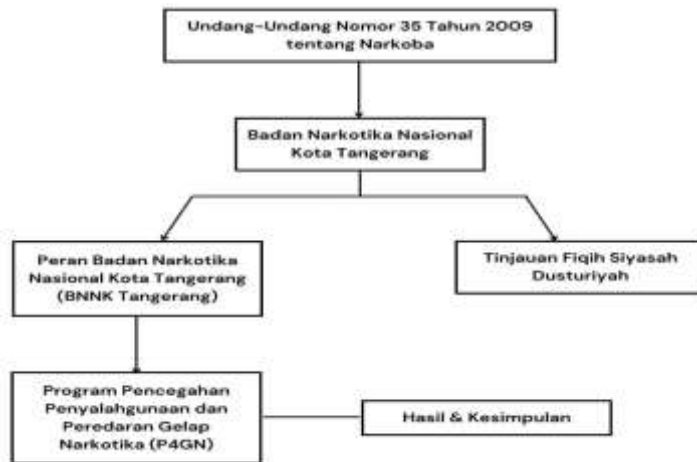 Undang-Undang Nomor 35 Tahun 2009
tentang Narkoba
Badan Narkotika Nasional
Kota Tangerang
Peran Badan Narkotika
Nasional Kota Tangerang
(BNNK Tangerang)
Tinjauan Fiqih Siyasah
Dusturiyah
Program Pencegahan
Penyalahgunaan dan
Peredaran Gelap
Narkotika (P4GN)
Hasil & Kesimpulan